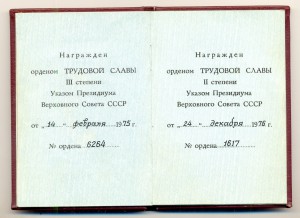 Награжден
орденом ТРУДОВОЙ СЛАВЫ
III степени
Указом Президиума
Верховного Совета СССР
от „14 " февраля 1975 г.
№ ордена 6264
Награжден
орденом ТРУДОВОЙ СЛАВЫ
II степени
Указом Президиума
Верховного Совета СССР
от „24 " декабря 1976 г.
№ ордена 1617